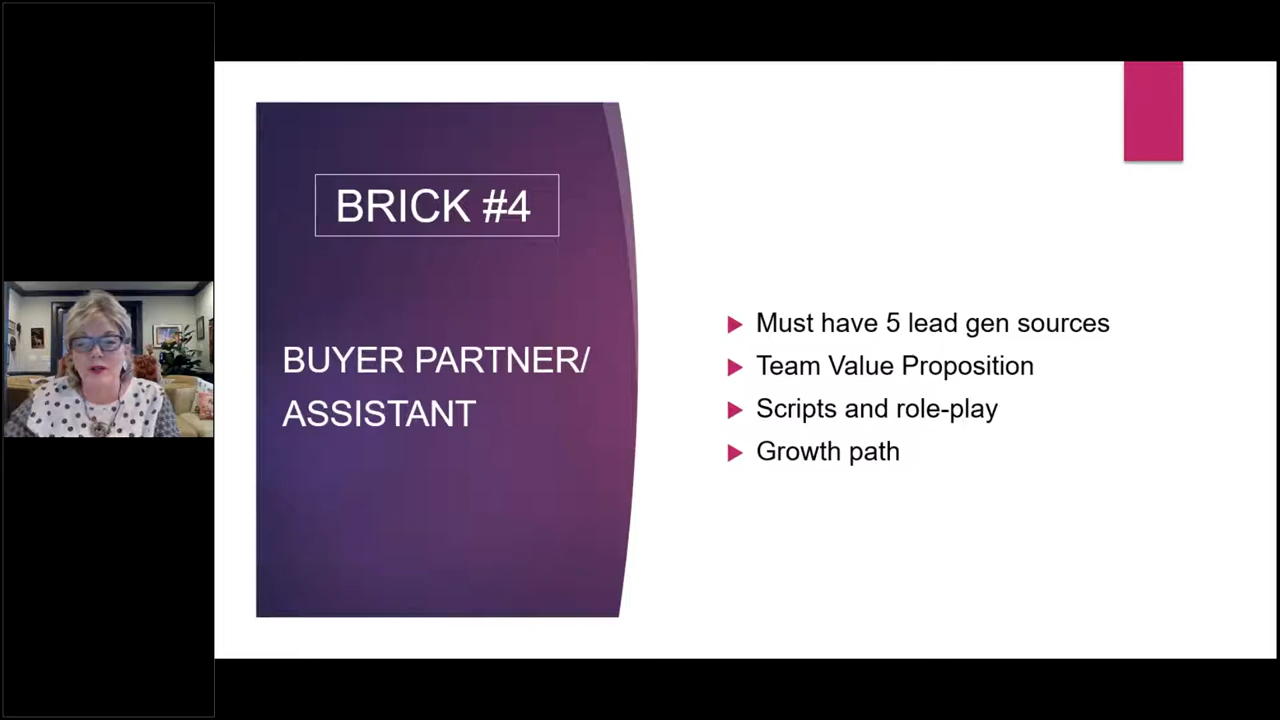 BRICK #4
BUYER PARTNER/
ASSISTANT
Must have 5 lead gen sources
Team Value Proposition
Scripts and role-play
Growth path